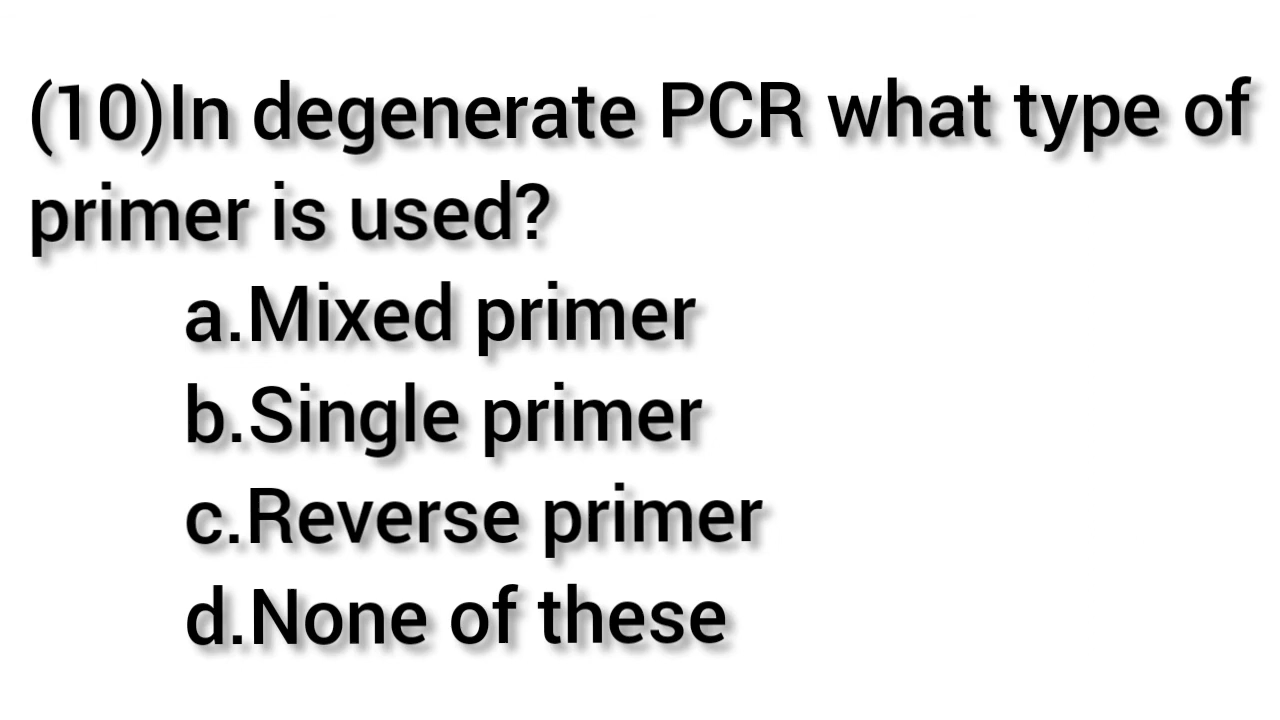 (10)In degenerate PCR what type of
primer is used?
a.Mixed primer
b.Single primer
c.Reverse primer
d.None of these